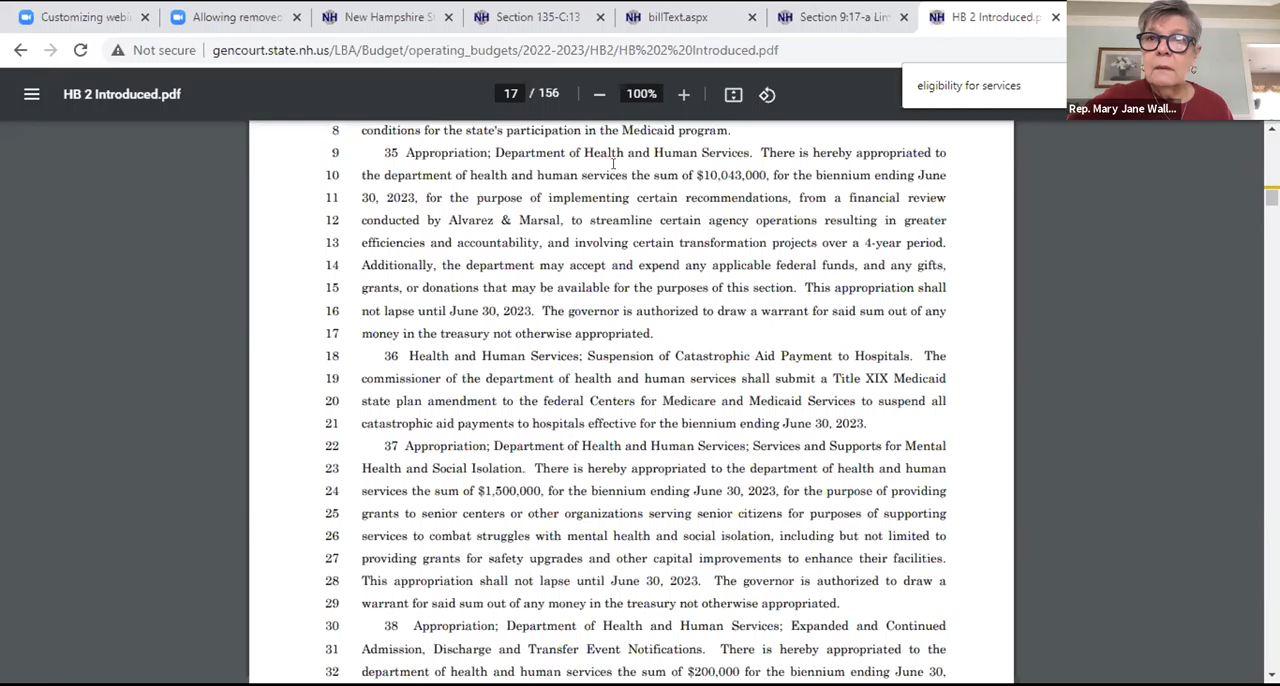 Customizing webi
Allowing removed
New Hampshire S
Section 135-C:13
billText.aspx
Section 9:17-a Lim
HB 2 Introduced.p
Not secure
gencourt.state.nh.us/LBA/Budget/operating_budgets/2022-2023/HB2/HB%202%20Introduced.pdf
eligibility for services
HB 2 Introduced.pdf
17 / 156
100%
Rep. Mary Jane Wall...
8 conditions for the state's participation in the Medicaid program.
9 35 Appropriation; Department of Health and Human Services. There is hereby appropriated to
10 the department of health and human services the sum of $10,043,000, for the biennium ending June
11 30, 2023, for the purpose of implementing certain recommendations, from a financial review
12 conducted by Alvarez & Marsal, to streamline certain agency operations resulting in greater
13 efficiencies and accountability, and involving certain transformation projects over a 4-year period.
14 Additionally, the department may accept and expend any applicable federal funds, and any gifts,
15 grants, or donations that may be available for the purposes of this section. This appropriation shall
16 not lapse until June 30, 2023. The governor is authorized to draw a warrant for said sum out of any
17 money in the treasury not otherwise appropriated.
18 36 Health and Human Services; Suspension of Catastrophic Aid Payment to Hospitals. The
19 commissioner of the department of health and human services shall submit a Title XIX Medicaid
20 state plan amendment to the federal Centers for Medicare and Medicaid Services to suspend all
21 catastrophic aid payments to hospitals effective for the biennium ending June 30, 2023.
22 37 Appropriation; Department of Health and Human Services; Services and Supports for Mental
23 Health and Social Isolation. There is hereby appropriated to the department of health and human
24 services the sum of $1,500,000, for the biennium ending June 30, 2023, for the purpose of providing
25 grants to senior centers or other organizations serving senior citizens for purposes of supporting
26 services to combat struggles with mental health and social isolation, including but not limited to
27 providing grants for safety upgrades and other capital improvements to enhance their facilities.
28 This appropriation shall not lapse until June 30, 2023. The governor is authorized to draw a
29 warrant for said sum out of any money in the treasury not otherwise appropriated.
30 38 Appropriation; Department of Health and Human Services; Expanded and Continued
31 Admission, Discharge and Transfer Event Notifications. There is hereby appropriated to the
32 department of health and human services the sum of $200,000 for the biennium ending June 30,